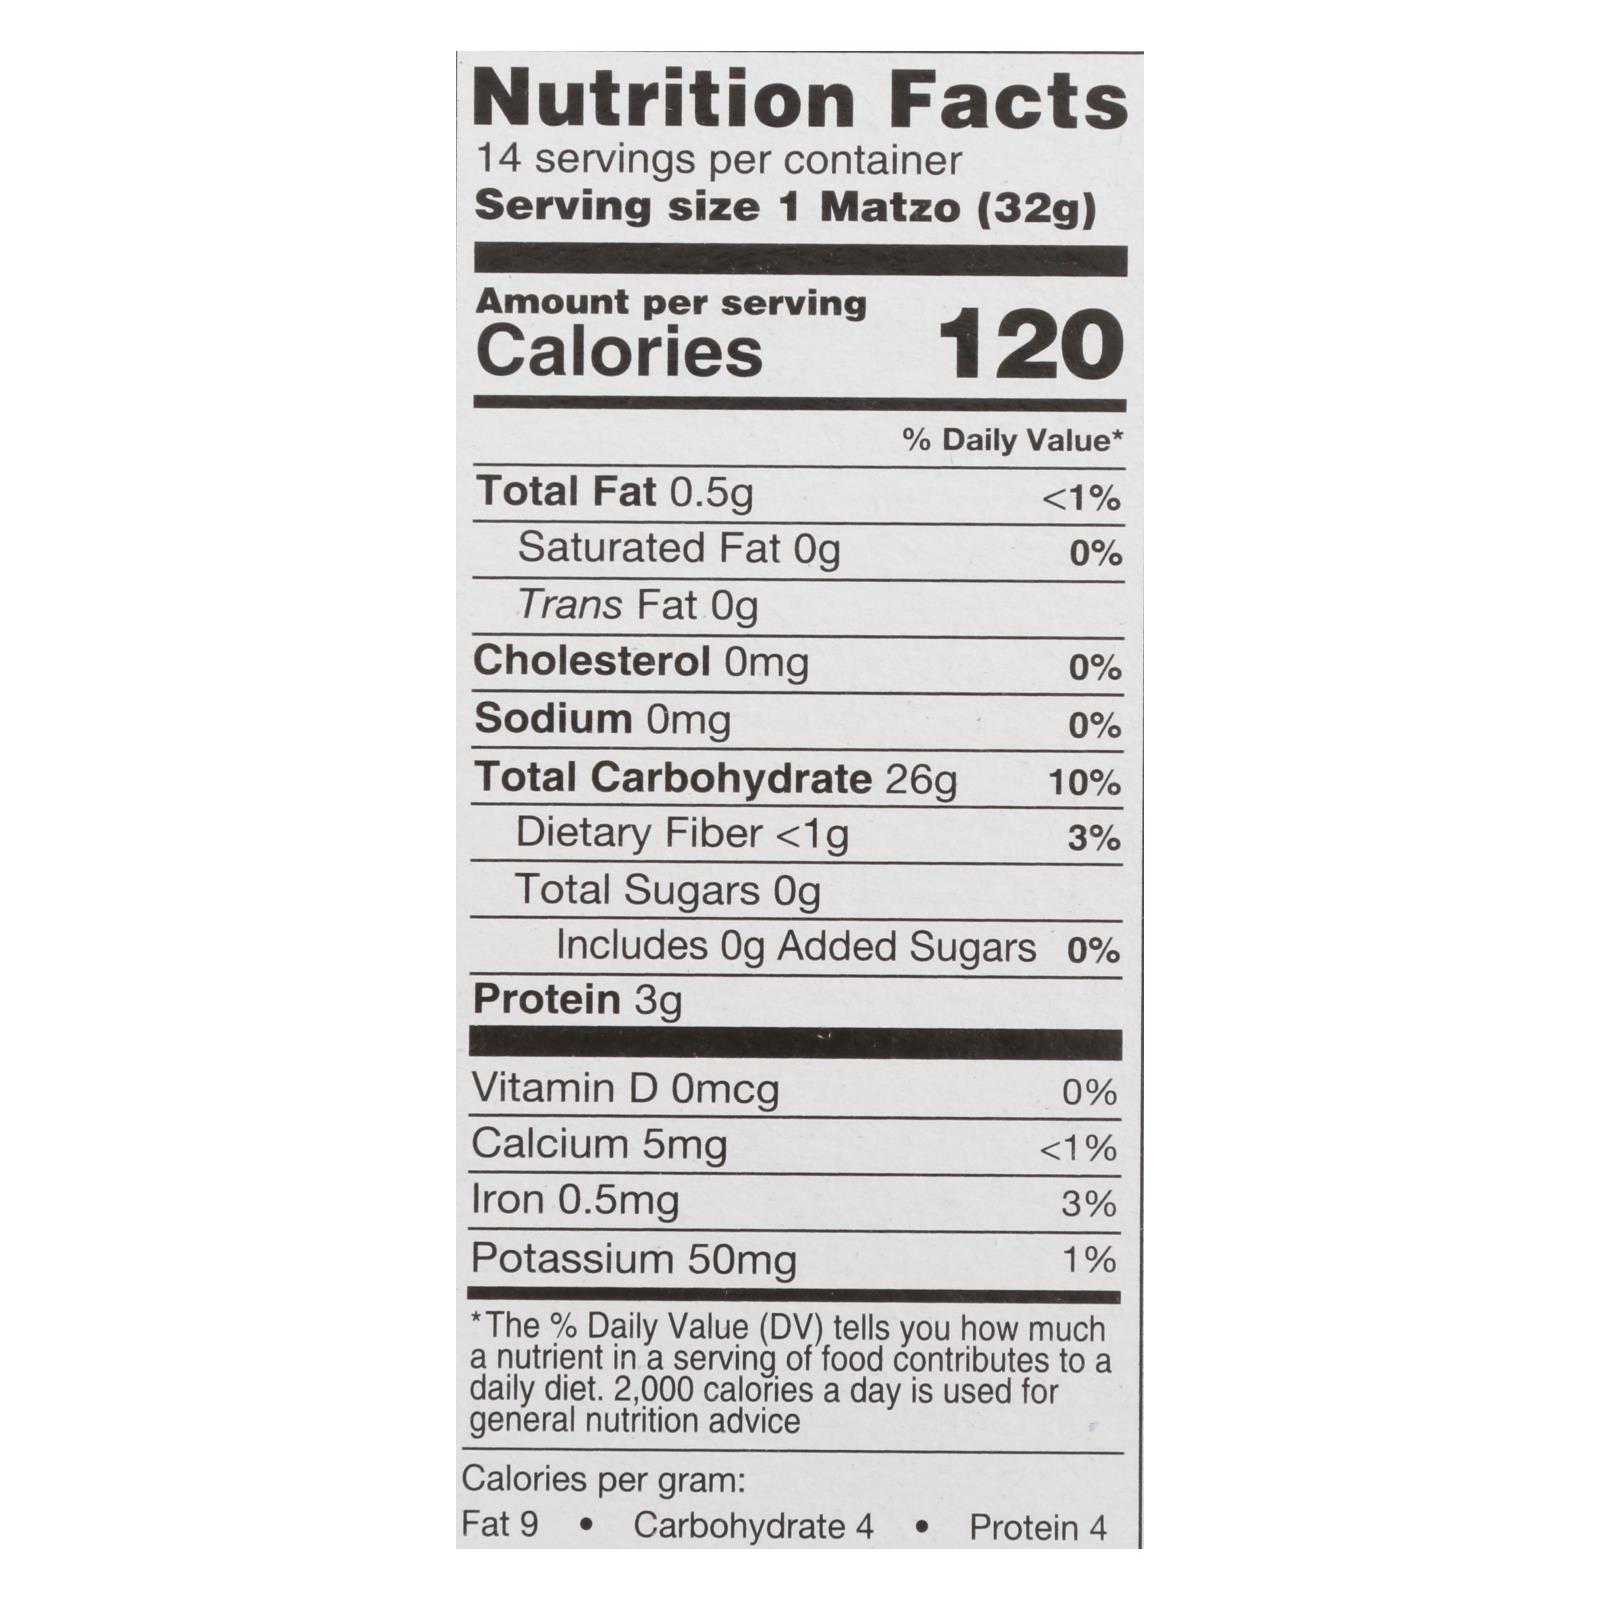 Nutrition Facts
14 servings per container
Serving size 1 Matzo (32g)
Amount per serving
Calories 120
% Daily Value*
Total Fat 0.5g <1%
Saturated Fat 0g 0%
Trans Fat 0g
Cholesterol 0mg 0%
Sodium 0mg 0%
Total Carbohydrate 26g 10%
Dietary Fiber <1g 3%
Total Sugars 0g
Includes 0g Added Sugars 0%
Protein 3g
Vitamin D 0mcg 0%
Calcium 5mg <1%
Iron 0.5mg 3%
Potassium 50mg 1%
*The % Daily Value (DV) tells you how much
a nutrient in a serving of food contributes to a
daily diet. 2,000 calories a day is used for
general nutrition advice
Calories per gram:
Fat 9 • Carbohydrate 4 • Protein 4